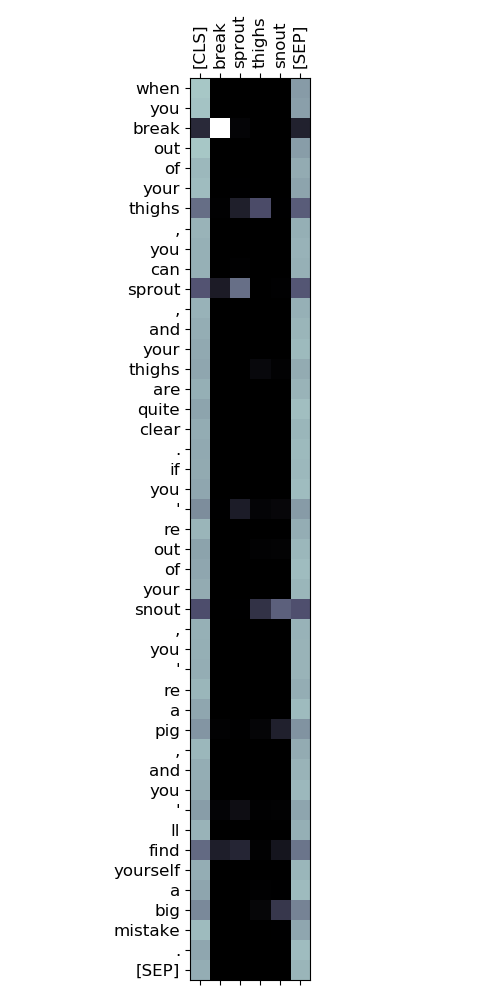 [CLS] break sprout thighs snout [SEP]
when
you
break
out
of
your
thighs
,
you
can
sprout
,
and
your
thighs
are
quite
clear
.
if
you
'
re
out
of
your
snout
,
you
'
re
a
pig
,
and
you
'
ll
find
yourself
a
big
mistake
.
[SEP]